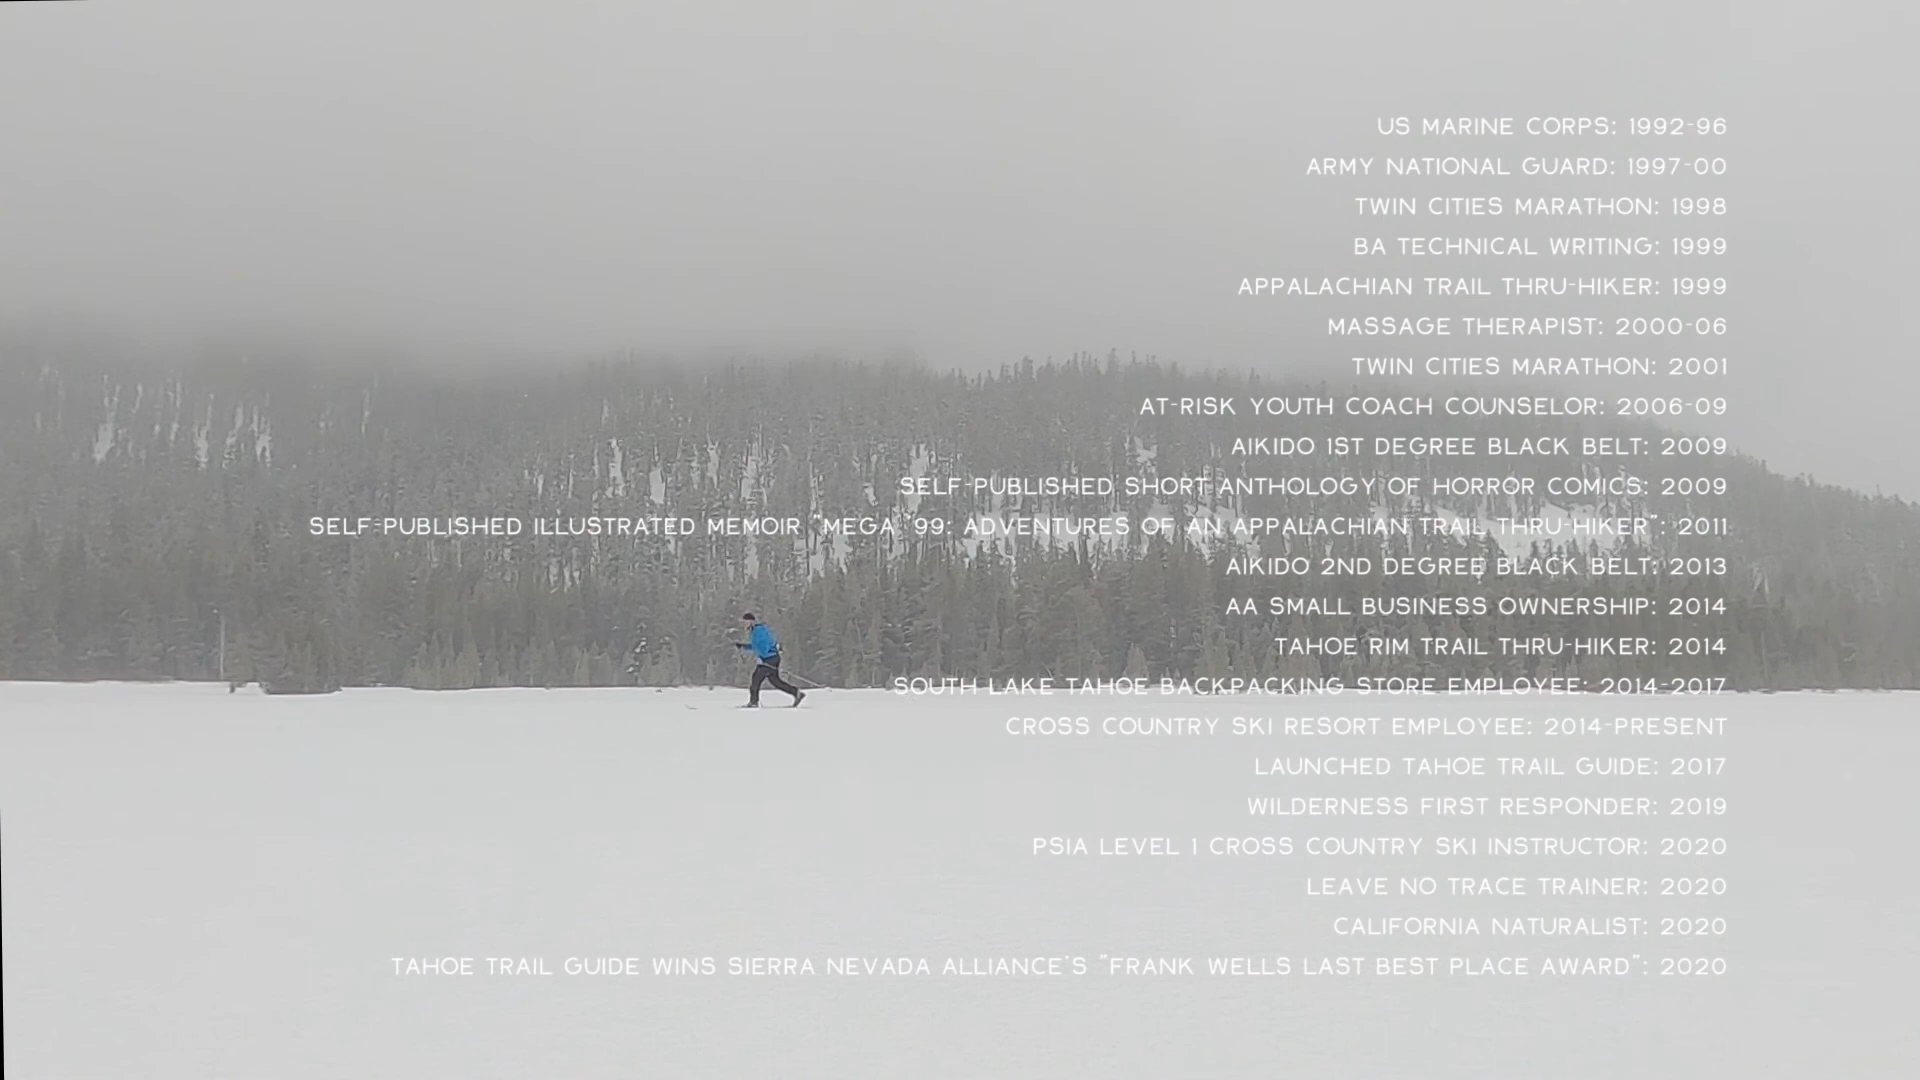 US MARINE CORPS: 1992-96
ARMY NATIONAL GUARD: 1997-00
TWIN CITIES MARATHON: 1998
BA TECHNICAL WRITING: 1999
APPALACHIAN TRAIL THRU-HIKER: 1999
MASSAGE THERAPIST: 2000-06
TWIN CITIES MARATHON: 2001
AT-RISK YOUTH COACH COUNSELOR: 2006-09
AIKIDO 1ST DEGREE BLACK BELT: 2009
SELF-PUBLISHED SHORT ANTHOLOGY OF HORROR COMICS: 2009
SELF-PUBLISHED ILLUSTRATED MEMOIR "MEGA '99: ADVENTURES OF AN APPALACHIAN TRAIL THRU-HIKER": 2011
AIKIDO 2ND DEGREE BLACK BELT: 2013
AA SMALL BUSINESS OWNERSHIP: 2014
TAHOE RIM TRAIL THRU-HIKER: 2014
SOUTH LAKE TAHOE BACKPACKING STORE EMPLOYEE: 2014-2017
CROSS COUNTRY SKI RESORT EMPLOYEE: 2014-PRESENT
LAUNCHED TAHOE TRAIL GUIDE: 2017
WILDERNESS FIRST RESPONDER: 2019
PSIA LEVEL 1 CROSS COUNTRY SKI INSTRUCTOR: 2020
LEAVE NO TRACE TRAINER: 2020
CALIFORNIA NATURALIST: 2020
TAHOE TRAIL GUIDE WINS SIERRA NEVADA ALLIANCE'S "FRANK WELLS LAST BEST PLACE AWARD": 2020